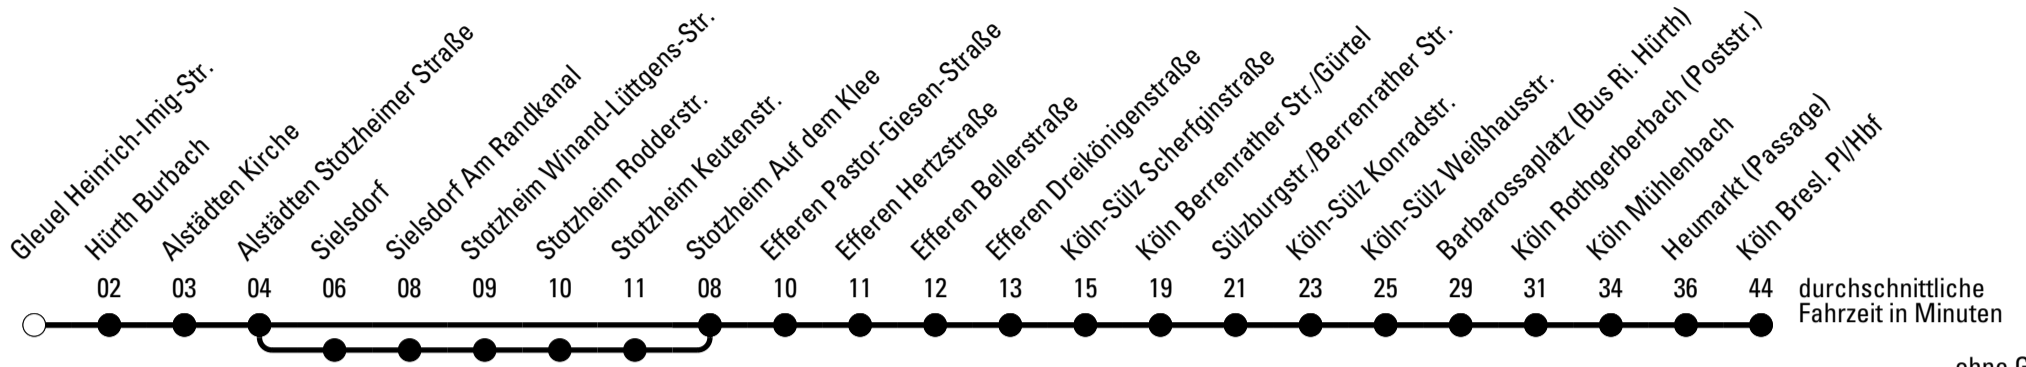 Gleuel Heinrich-Imig-Str.
Hürth Burbach
Alstädten Kirche
Alstädten Stotzheimer Straße
Sielsdorf
Sielsdorf Am Randkanal
Stotzheim Winand-Lüttgens-Str.
Stotzheim Rodderstr.
Stotzheim Keutenstr.
Stotzheim Auf dem Klee
Efferen Pastor-Giesen-Straße
Efferen Hertzstraße
Efferen Bellerstraße
Efferen Dreikönigenstraße
Köln-Sülz Scherfginstraße
Köln Berrenrather Str./Gürtel
Sülzburgstr./Berrenrather Str.
Köln-Sülz Konradstr.
Köln-Sülz Weißhausstr.
Barbarossaplatz (Bus Ri. Hürth)
Köln Rothgerberbach (Poststr.)
Köln Mühlenbach
Heumarkt (Passage)
Köln Bresl. Pl/Hbf
02 03 04 06 08 09 10 11 08 10 11 12 13 15 19 21 23 25 29 31 34 36 44 durchschnittliche
Fahrzeit in Minuten